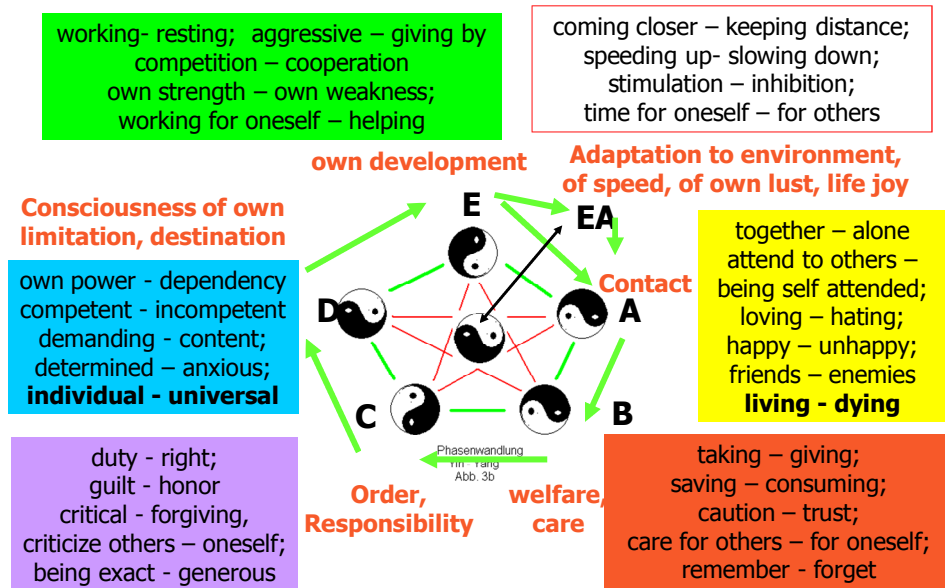 working- resting;  aggressive – giving by
competition – cooperation
own strength – own weakness;
working for oneself – helping
coming closer – keeping distance;
speeding up- slowing down;
stimulation – inhibition;
time for oneself – for others
own development
Adaptation to environment,
of speed, of own lust, life joy
Consciousness of own
limitation, destination
E
EA
own power - dependency
competent - incompetent
demanding - content;
determined – anxious;
individual - universal
D
Contact
A
together – alone
attend to others –
being self attended;
loving – hating;
happy – unhappy;
friends – enemies
living - dying
C
B
Phasenwandlung
Yin - Yang
Abb. 3b
duty - right;
guilt - honor
critical - forgiving,
criticize others – oneself;
being exact - generous
Order,
Responsibility
welfare,
care
taking – giving;
saving – consuming;
caution – trust;
care for others – for oneself;
remember - forget